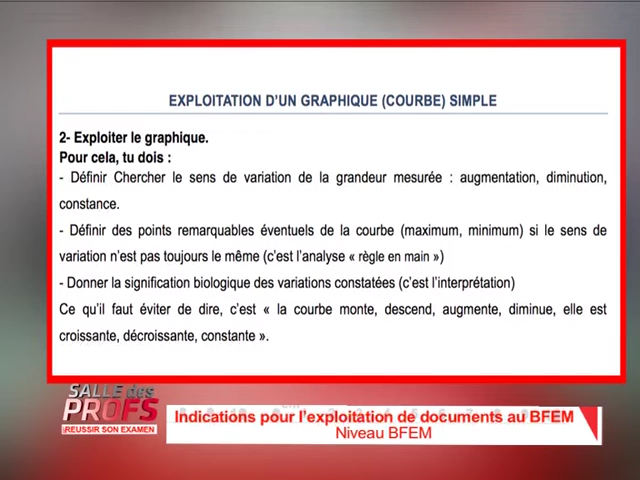 EXPLOITATION D'UN GRAPHIQUE (COURBE) SIMPLE
2- Exploiter le graphique.
Pour cela, tu dois :
- Définir Chercher le sens de variation de la grandeur mesurée : augmentation, diminution,
constance.
- Définir des points remarquables éventuels de la courbe (maximum, minimum) si le sens de
variation n'est pas toujours le même (c'est l'analyse « règle en main »)
- Donner la signification biologique des variations constatées (c'est l'interprétation)
Ce qu'il faut éviter de dire, c'est « la courbe monte, descend, augmente, diminue, elle est
croissante, décroissante, constante ».
SALLE des
PROFS
REUSSIR SON EXAMEN
Indications pour l'exploitation de documents au BFEM
Niveau BFEM